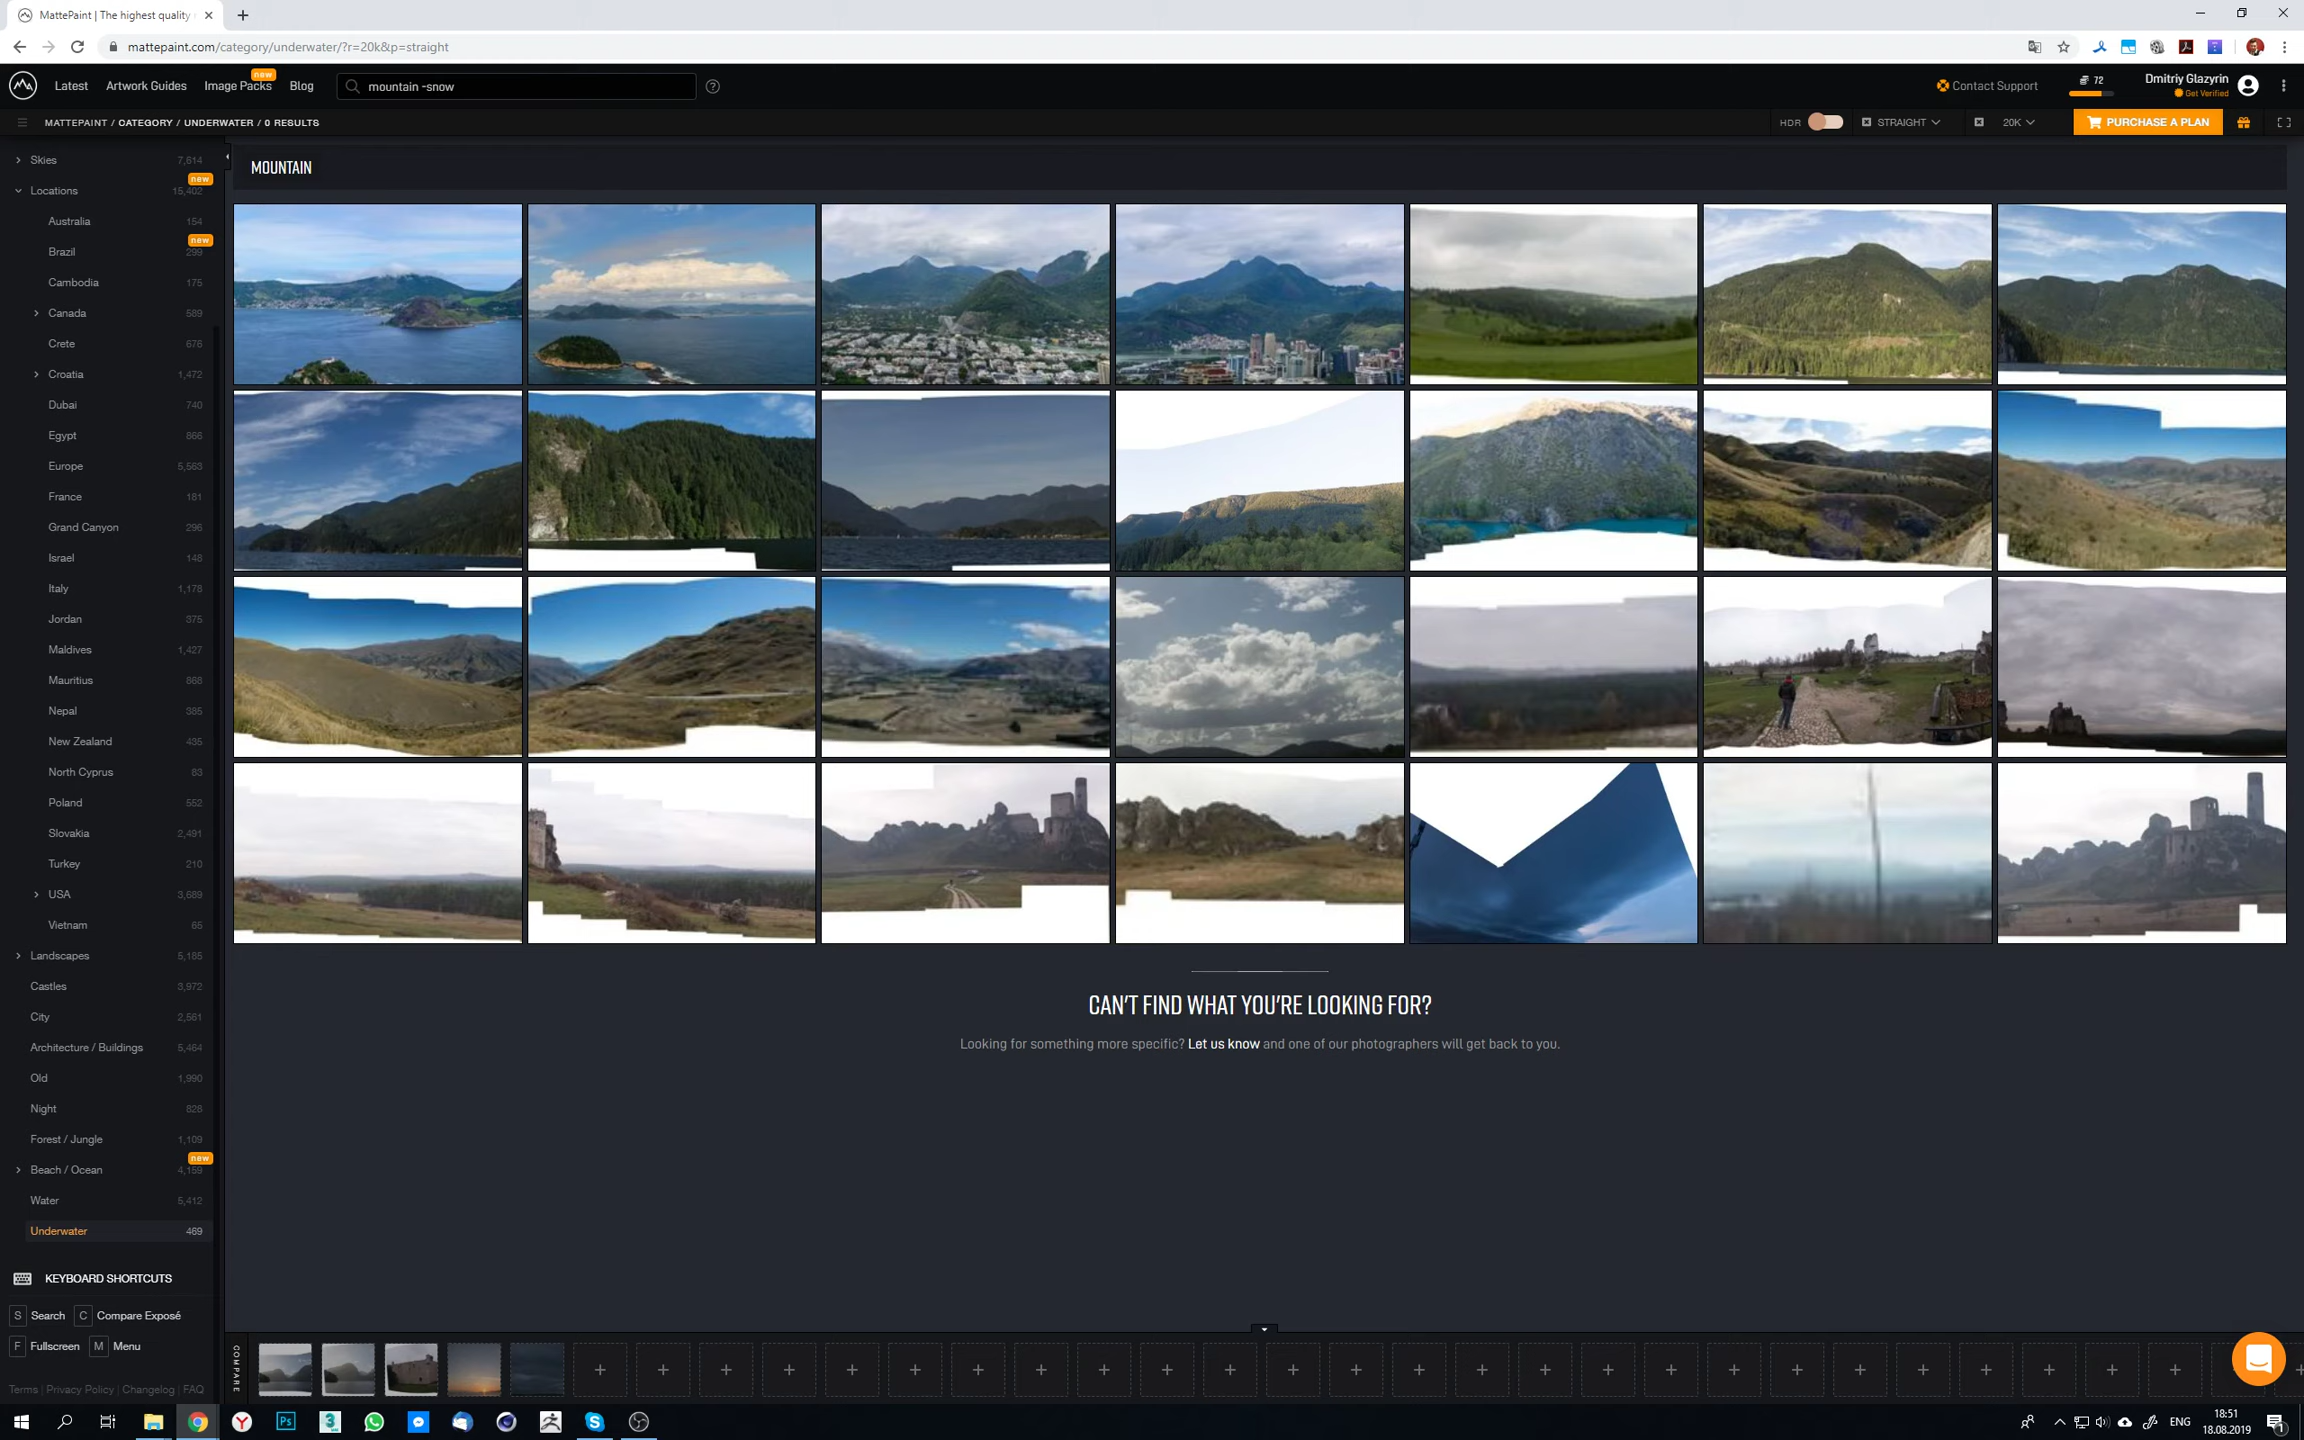 MattePaint | The highest quality
mattepaint.com/category/underwater/?r=20k&p=straight
Latest
Artwork Guides
Image Packs
new
Blog
mountain -snow
Contact Support
72
Dmitriy Glazyrin
Get Verified
MATTEPAINT / CATEGORY / UNDERWATER / 0 RESULTS
HDR
STRAIGHT
20K
PURCHASE A PLAN
Skies 7,614
new
Locations 15,402
Australia 154
new
Brazil 299
Cambodia 175
Canada 589
Crete 678
Croatia 1,472
Dubai 740
Egypt 866
Europe 5,563
France 181
Grand Canyon 296
Israel 148
Italy 1,178
Jordan 375
Maldives 1,427
Mauritius 868
Nepal 385
New Zealand 435
North Cyprus 83
Poland 552
Slovakia 2,491
Turkey 210
USA 3,689
Vietnam 65
Landscapes 5,185
Castles 3,972
City 2,561
Architecture / Buildings 5,464
Old 1,990
Night 828
Forest / Jungle 1,109
new
Beach / Ocean 4,159
Water 5,412
Underwater 469
KEYBOARD SHORTCUTS
S Search C Compare Exposé
F Fullscreen M Menu
Terms | Privacy Policy | Changelog | FAQ
MOUNTAIN
CAN'T FIND WHAT YOU'RE LOOKING FOR?
Looking for something more specific? Let us know and one of our photographers will get back to you.
COMPARE
Ps
3
ENG
18:51
18.08.2019
1